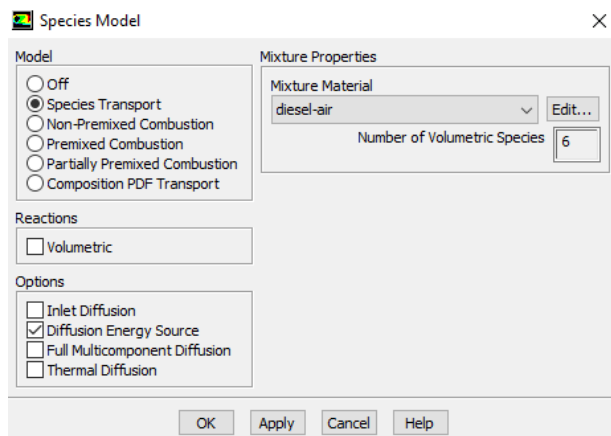 Species Model
Model
Off
Species Transport
Non-Premixed Combustion
Premixed Combustion
Partially Premixed Combustion
Composition PDF Transport
Reactions
Volumetric
Options
Inlet Diffusion
Diffusion Energy Source
Full Multicomponent Diffusion
Thermal Diffusion
Mixture Properties
Mixture Material
diesel-air Edit...
Number of Volumetric Species 6
OK Apply Cancel Help